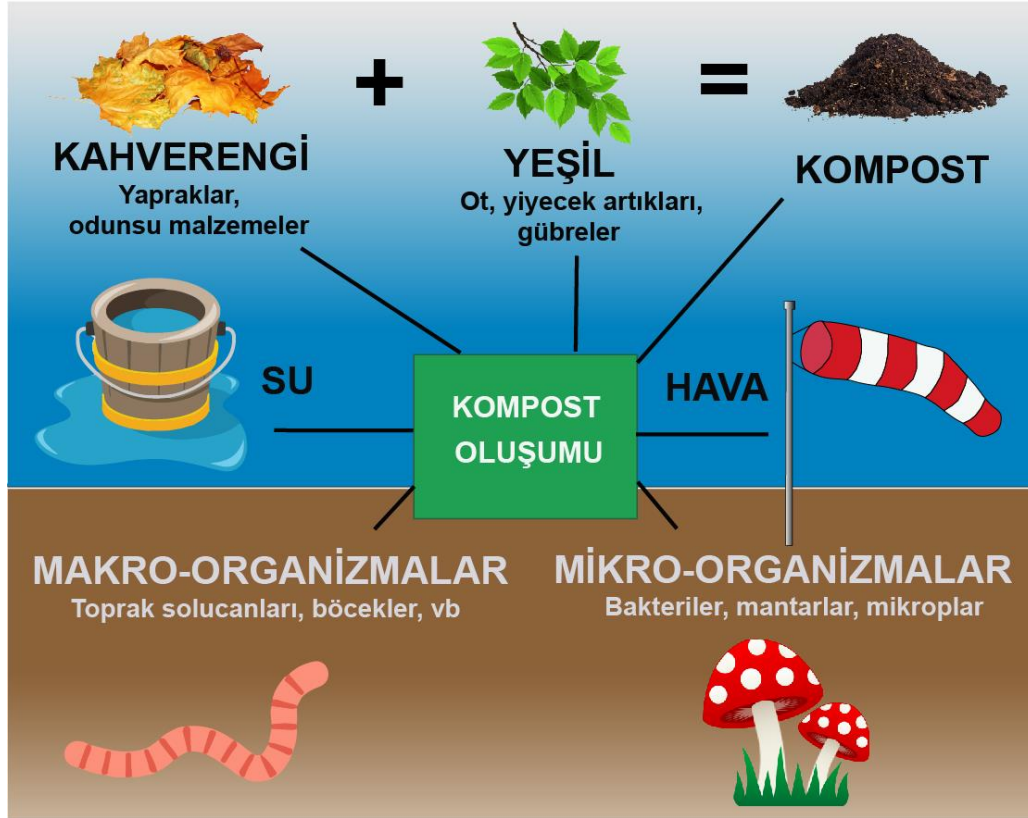 +
=
KAHVERENGİ
Yapraklar,
odunsu malzemeler
YEŞİL
Ot, yiyecek artıkları,
gübreler
KOMPOST
SU
KOMPOST
OLUŞUMU
HAVA
MAKRO-ORGANİZMALAR
Toprak solucanları, böcekler, vb
MİKRO-ORGANİZMALAR
Bakteriler, mantarlar, mikroplar